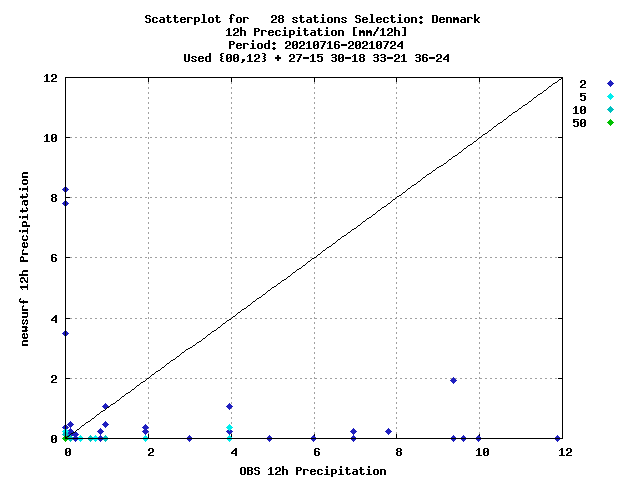 Scatterplot for   28 stations Selection: Denmark
12h Precipitation [mm/12h]
Period: 20210716-20210724
Used {00,12} + 27-15 30-18 33-21 36-24
12
10
8
6
4
2
0
newsurf 12h Precipitation
0 2 4 6 8 10 12
OBS 12h Precipitation
2
5
10
50